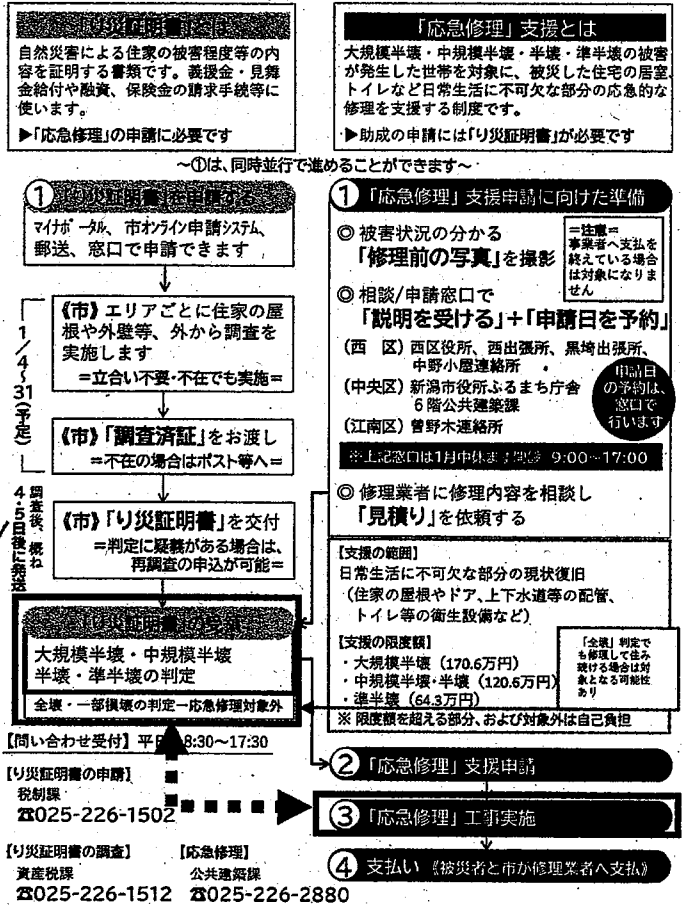 「り災証明書」とは
自然災害による住家の被害程度等の内
容を証明する書類です。義援金・見舞
金給付や融資、保険金の請求手続等に
使います。
▶「応急修理」の申請に必要です
「応急修理」支援とは
大規模半壊・中規模半壊・半壊・準半壊の被害
が発生した世帯を対象に、被災した住宅の居室、
トイレなど日常生活に不可欠な部分の応急的な
修理を支援する制度です。
▶助成の申請には「り災証明書」が必要です
～①は、同時並行で進めることができます～
① 「り災証明書」を申請する
マイナポータル、市オンライン申請システム、
郵送、窓口で申請できます
1/4～31(予定)
《市》エリアごとに住家の屋
根や外壁等、外から調査を
実施します
=立合い不要・不在でも実施=
《市》「調査済証」をお渡し
=不在の場合はポスト等へ=
調査後、概ね
4・5日後に発送
《市》「り災証明書」を交付
=判定に疑義がある場合は、
再調査の申込が可能=
「り災証明書」の受領
大規模半壊・中規模半壊
半壊・準半壊の判定
全壊・一部損壊の判定→応急修理対象外
【問い合わせ受付】平日 8:30～17:30
【り災証明書の申請】
税制課
☎025-226-1502
【り災証明書の調査】
資産税課
☎025-226-1512
【応急修理】
公共建築課
☎025-226-2880
① 「応急修理」支援申請に向けた準備
◎ 被害状況の分かる
「修理前の写真」を撮影
=注意=
事業者へ支払を
終えている場合
は対象になりま
せん
◎ 相談/申請窓口で
「説明を受ける」+「申請日を予約」
(西 区) 西区役所、西出張所、黒埼出張所、
中野小屋連絡所
(中央区) 新潟市役所ふるまち庁舎
6階公共建築課
(江南区) 曽野木連絡所
申請日
の予約は、
窓口で
行います
※上記窓口は1月中休まず開設 9:00～17:00
◎ 修理業者に修理内容を相談し
「見積り」を依頼する
【支援の範囲】
日常生活に不可欠な部分の現状復旧
(住家の屋根やドア、上下水道等の配管、
トイレ等の衛生設備など)
【支援の限度額】
・大規模半壊 (170.6万円)
・中規模半壊・半壊 (120.6万円)
・準半壊 (64.3万円)
※ 限度額を超える部分、および対象外は自己負担
「全壊」判定で
も修理して住み
続ける場合は対
象となる可能性
あり
② 「応急修理」支援申請
③ 「応急修理」工事実施
④ 支払い 《被災者と市が修理業者へ支払》